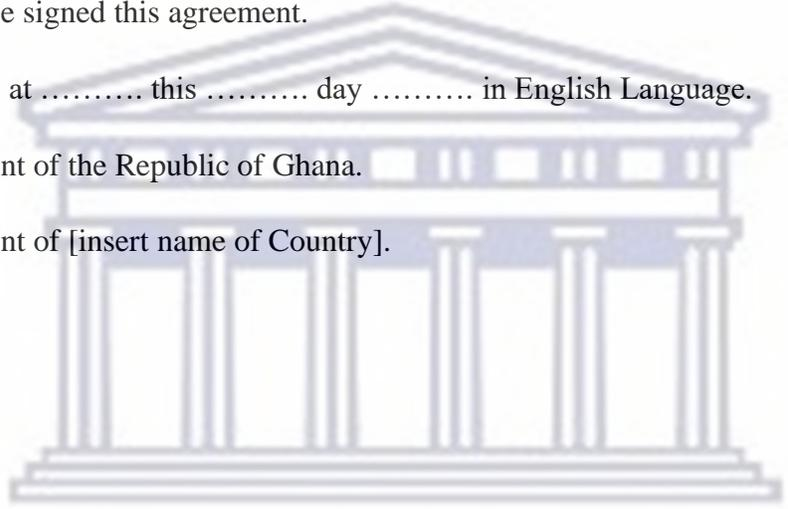 e signed this agreement.
at ………. this ………. day ………. in English Language.
nt of the Republic of Ghana.
nt of [insert name of Country].